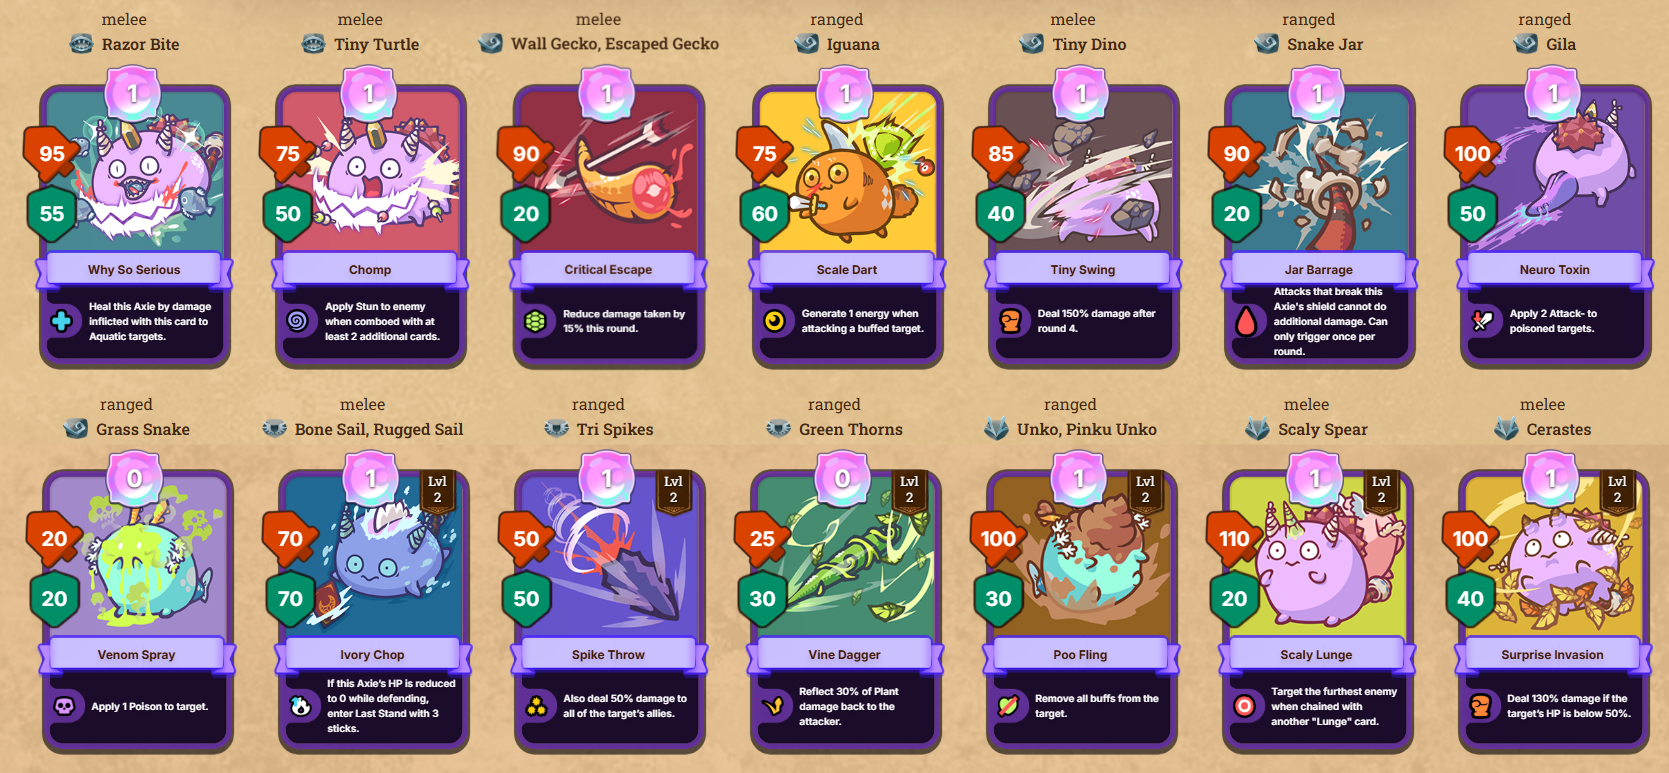 melee
Razor Bite
1
95
55
Why So Serious
Heal this Axie by damage
inflicted with this card to
Aquatic targets.
melee
Tiny Turtle
1
75
50
Chomp
Apply Stun to enemy
when comboed with at
least 2 additional cards.
melee
Wall Gecko, Escaped Gecko
1
90
20
Critical Escape
Reduce damage taken by
15% this round.
ranged
Iguana
1
75
60
Scale Dart
Generate 1 energy when
attacking a buffed target.
melee
Tiny Dino
1
85
40
Tiny Swing
Deal 150% damage after
round 4.
ranged
Snake Jar
1
90
20
Jar Barrage
Attacks that break this
Axie's shield cannot do
additional damage. Can
only trigger once per
round.
ranged
Gila
1
100
50
Neuro Toxin
Apply 2 Attack- to
poisoned targets.
ranged
Grass Snake
0
20
20
Venom Spray
Apply 1 Poison to target.
melee
Bone Sail, Rugged Sail
1
Lvl
2
70
70
Ivory Chop
If this Axie's HP is reduced
to 0 while defending,
enter Last Stand with 3
sticks.
ranged
Tri Spikes
1
Lvl
2
50
50
Spike Throw
Also deal 50% damage to
all of the target's allies.
ranged
Green Thorns
0
Lvl
2
25
30
Vine Dagger
Reflect 30% of Plant
damage back to the
attacker.
ranged
Unko, Pinku Unko
1
Lvl
2
100
30
Poo Fling
Remove all buffs from the
target.
melee
Scaly Spear
1
Lvl
2
110
20
Scaly Lunge
Target the furthest enemy
when chained with
another "Lunge" card.
melee
Cerastes
1
Lvl
2
100
40
Surprise Invasion
Deal 130% damage if the
target's HP is below 50%.